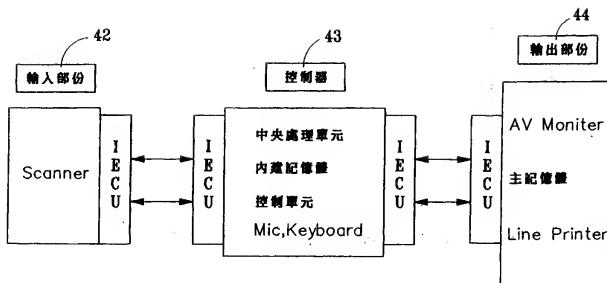 42
43
44
輸入部份
控制器
輸出部份
Scanner
IECU
IECU
中央處理單元
內建記憶體
控制單元
Mic,Keyboard
IECU
IECU
AV Moniter
主記憶體
Line Printer